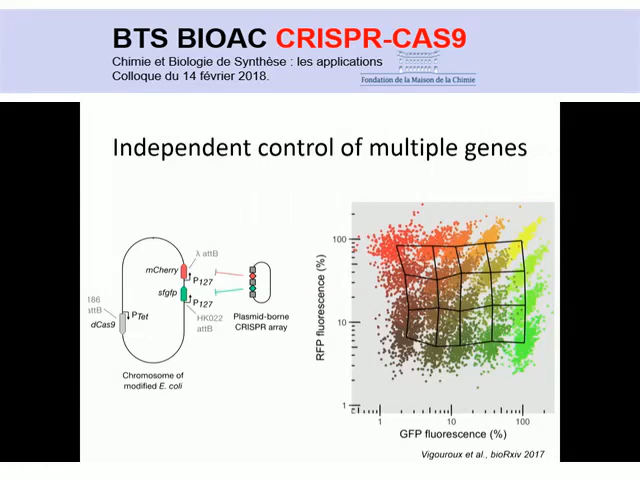 BTS BIOAC CRISPR-CAS9
Chimie et Biologie de Synthèse : les applications
Colloque du 14 février 2018.
Fondation de la Maison de la Chimie
Independent control of multiple genes
λ attB
mCherry
P127
sfgfp
P127
186
attB
PTet
dCas9
HK022
attB
Plasmid-borne
CRISPR array
Chromosome of
modified E. coli
RFP fluorescence (%)
100
10
1
1
10
100
GFP fluorescence (%)
Vigouroux et al., bioRxiv 2017